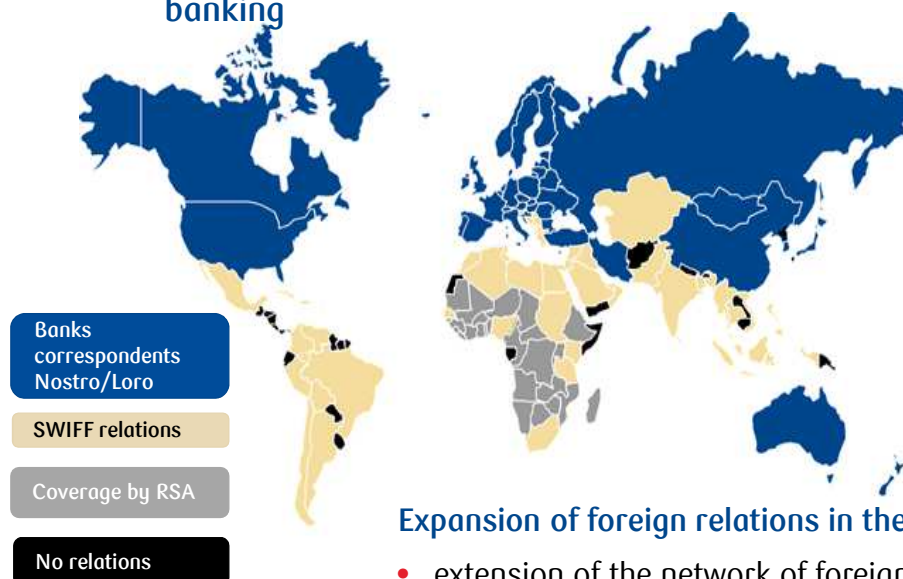 banking
Banks
correspondents
Nostro/Loro
SWIFF relations
Coverage by RSA
No relations
Expansion of foreign relations in the
• extension of the network of foreign